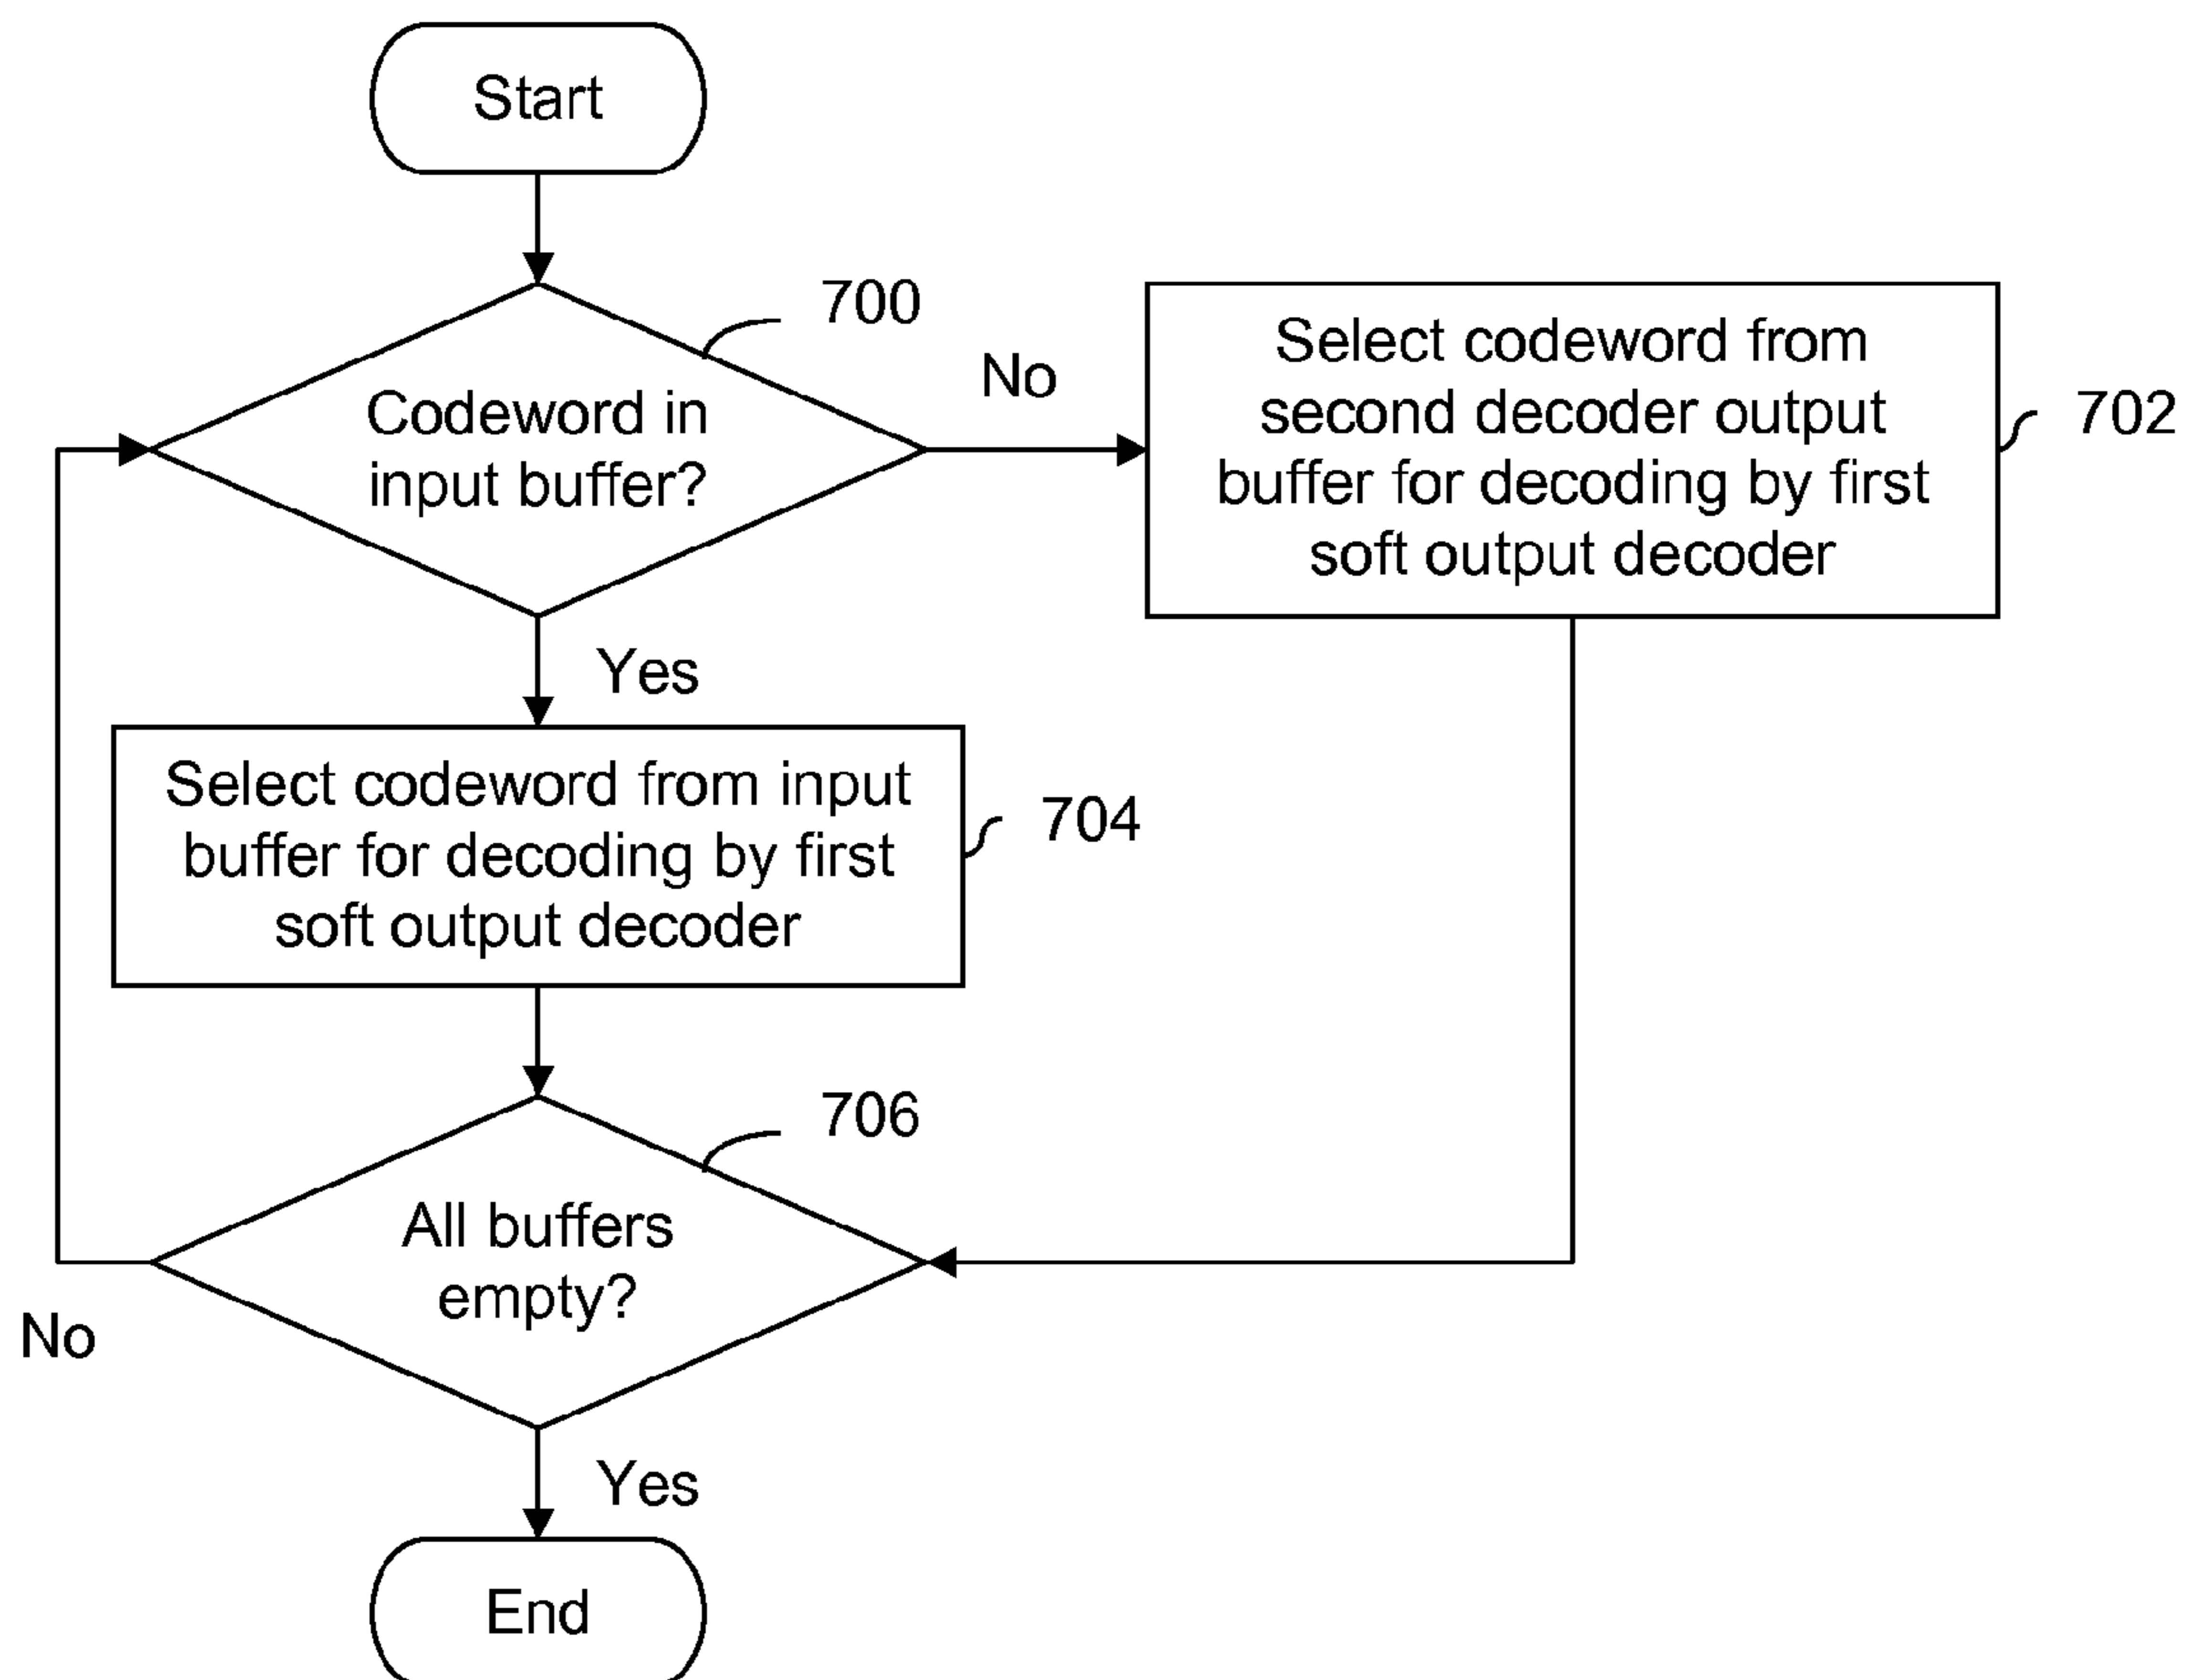 Start
700
Codeword in
input buffer?
No
Select codeword from
second decoder output
buffer for decoding by first
soft output decoder
702
Yes
Select codeword from input
buffer for decoding by first
soft output decoder
704
706
All buffers
empty?
No
Yes
End